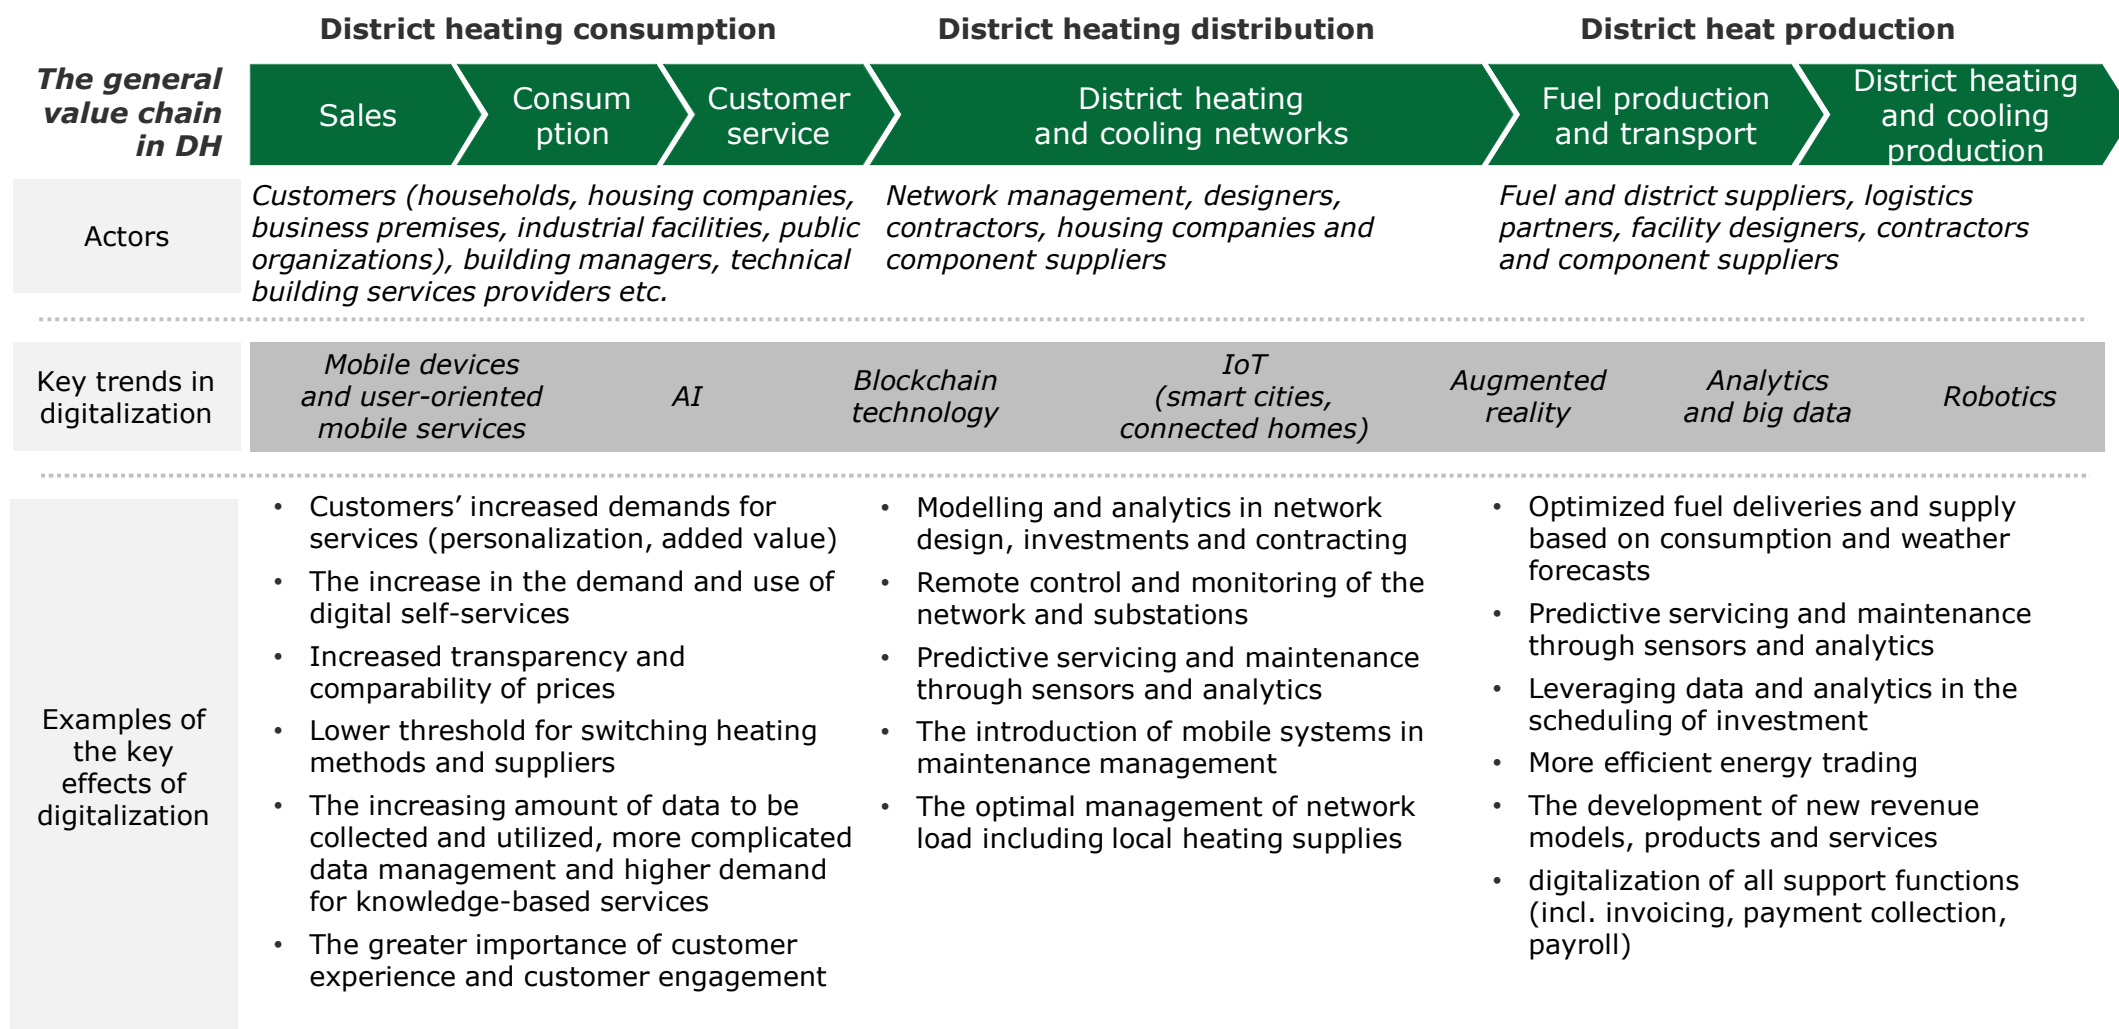 District heating consumption
District heating distribution
District heat production
The general
value chain
in DH
Sales
Consum
ption
Customer
service
District heating
and cooling networks
Fuel production
and transport
District heating
and cooling
production
Actors
Customers (households, housing companies,
business premises, industrial facilities, public
organizations), building managers, technical
building services providers etc.
Network management, designers,
contractors, housing companies and
component suppliers
Fuel and district suppliers, logistics
partners, facility designers, contractors
and component suppliers
Key trends in
digitalization
Mobile devices
and user-oriented
mobile services
AI
Blockchain
technology
IoT
(smart cities,
connected homes)
Augmented
reality
Analytics
and big data
Robotics
Examples of
the key
effects of
digitalization
• Customers’ increased demands for
services (personalization, added value)
• The increase in the demand and use of
digital self-services
• Increased transparency and
comparability of prices
• Lower threshold for switching heating
methods and suppliers
• The increasing amount of data to be
collected and utilized, more complicated
data management and higher demand
for knowledge-based services
• The greater importance of customer
experience and customer engagement
• Modelling and analytics in network
design, investments and contracting
• Remote control and monitoring of the
network and substations
• Predictive servicing and maintenance
through sensors and analytics
• The introduction of mobile systems in
maintenance management
• The optimal management of network
load including local heating supplies
• Optimized fuel deliveries and supply
based on consumption and weather
forecasts
• Predictive servicing and maintenance
through sensors and analytics
• Leveraging data and analytics in the
scheduling of investment
• More efficient energy trading
• The development of new revenue
models, products and services
• digitalization of all support functions
(incl. invoicing, payment collection,
payroll)